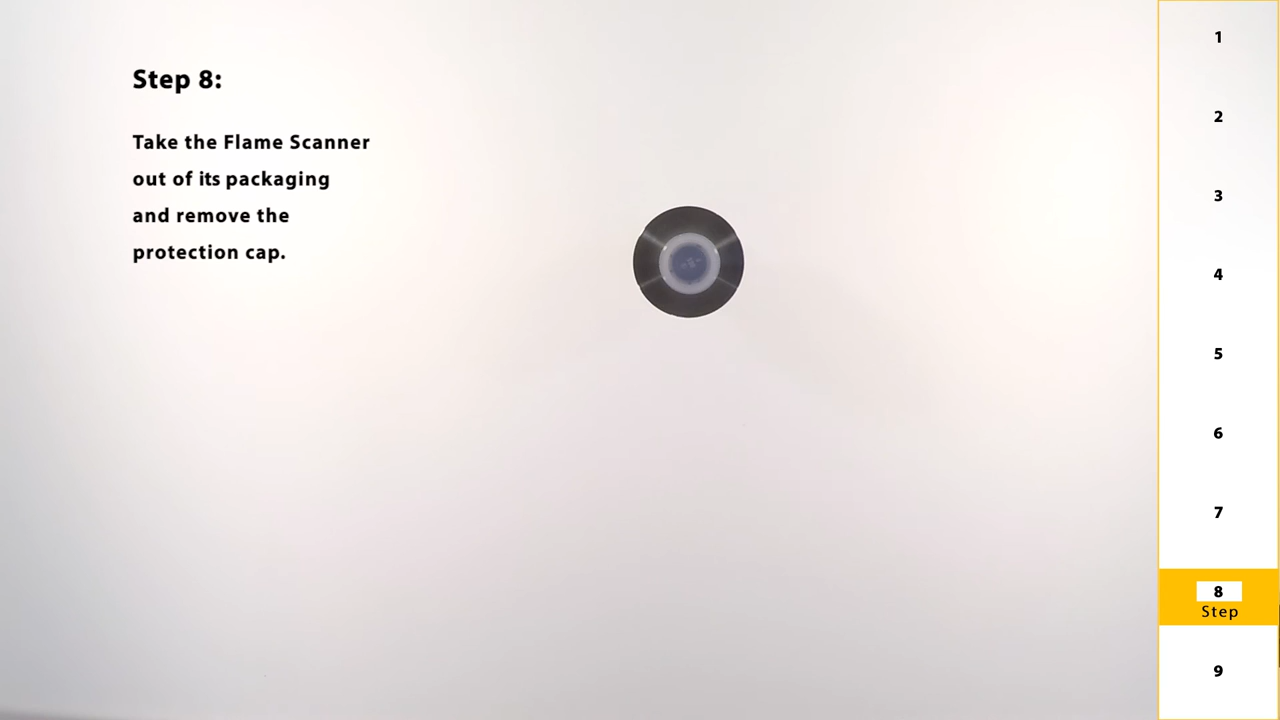 Step 8:
Take the Flame Scanner
out of its packaging
and remove the
protection cap.
1
2
3
4
5
6
7
8
Step
9